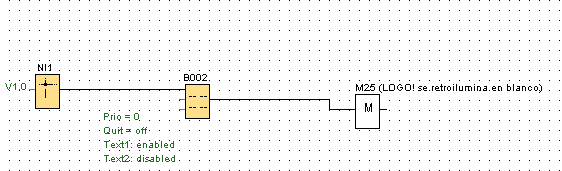 NI1
V1,0
B002
Prio = 0
Quit = off
Text1: enabled
Text2: disabled
M25 (LOGO! se retroilumina en blanco)
M